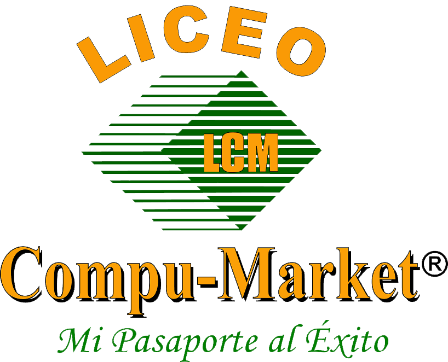 LICEO
LCM
Compu-Market®
Mi Pasaporte al Éxito